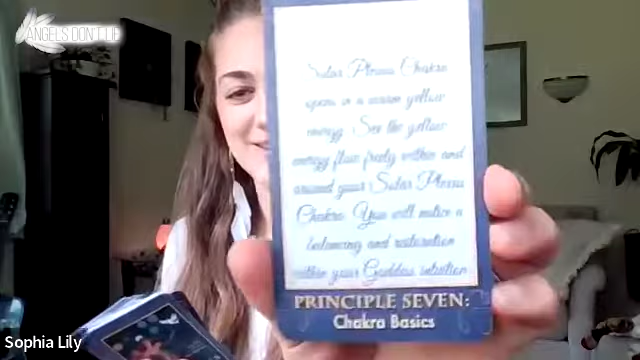 ANGELS DON'T LIE
Solar Plexus Chakra
opens in a warm yellow
energy. See the yellow
energy flow freely within and
around your Solar Plexus
Chakra. You will notice a
balancing and restoration
within your Goddess intuition
PRINCIPLE SEVEN:
Chakra Basics
Sophia Lily